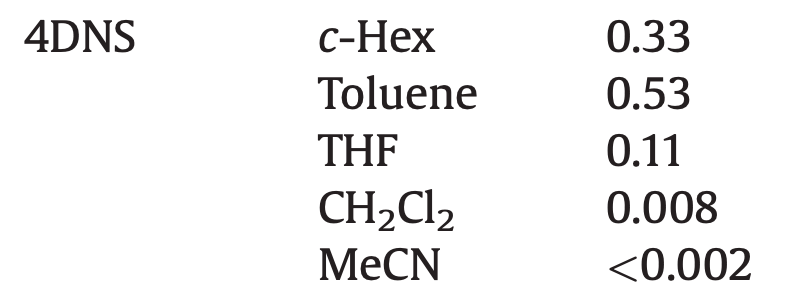 4DNS c-Hex 0.33
Toluene 0.53
THF 0.11
CH₂Cl₂ 0.008
MeCN <0.002